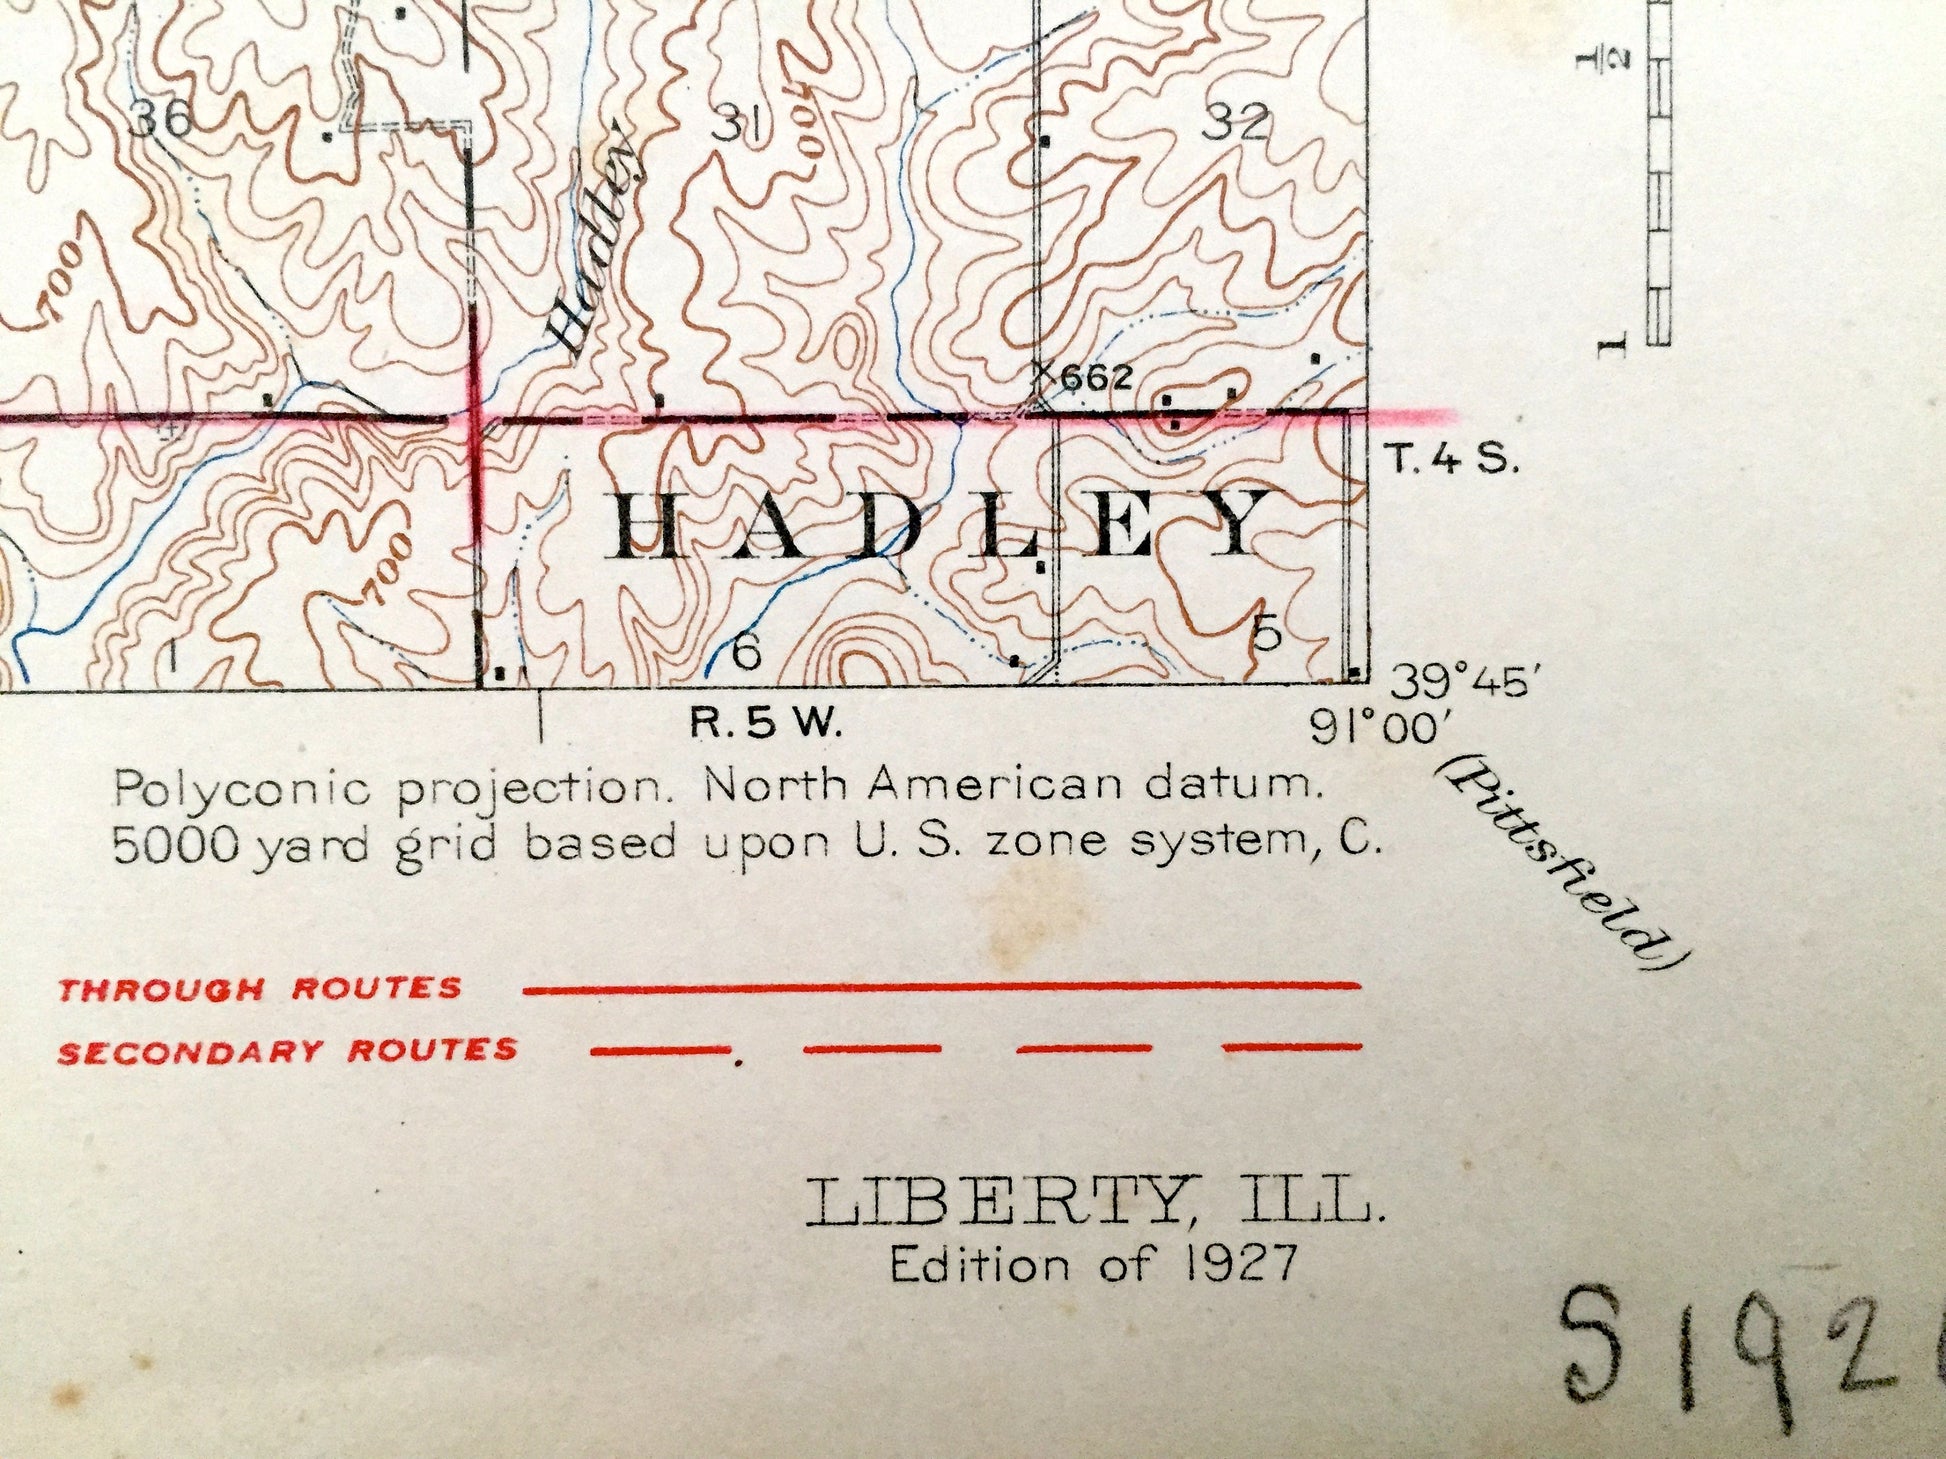 36
31
700
32
1/2
Hadley
700
1
662
T. 4 S.
HADLEY
700
1
6
5
39°45′
R. 5 W.
91°00′
Polyconic projection. North American datum.
5000 yard grid based upon U. S. zone system, C.
(Pittsfield)
THROUGH ROUTES
SECONDARY ROUTES
LIBERTY, ILL.
Edition of 1927
S192